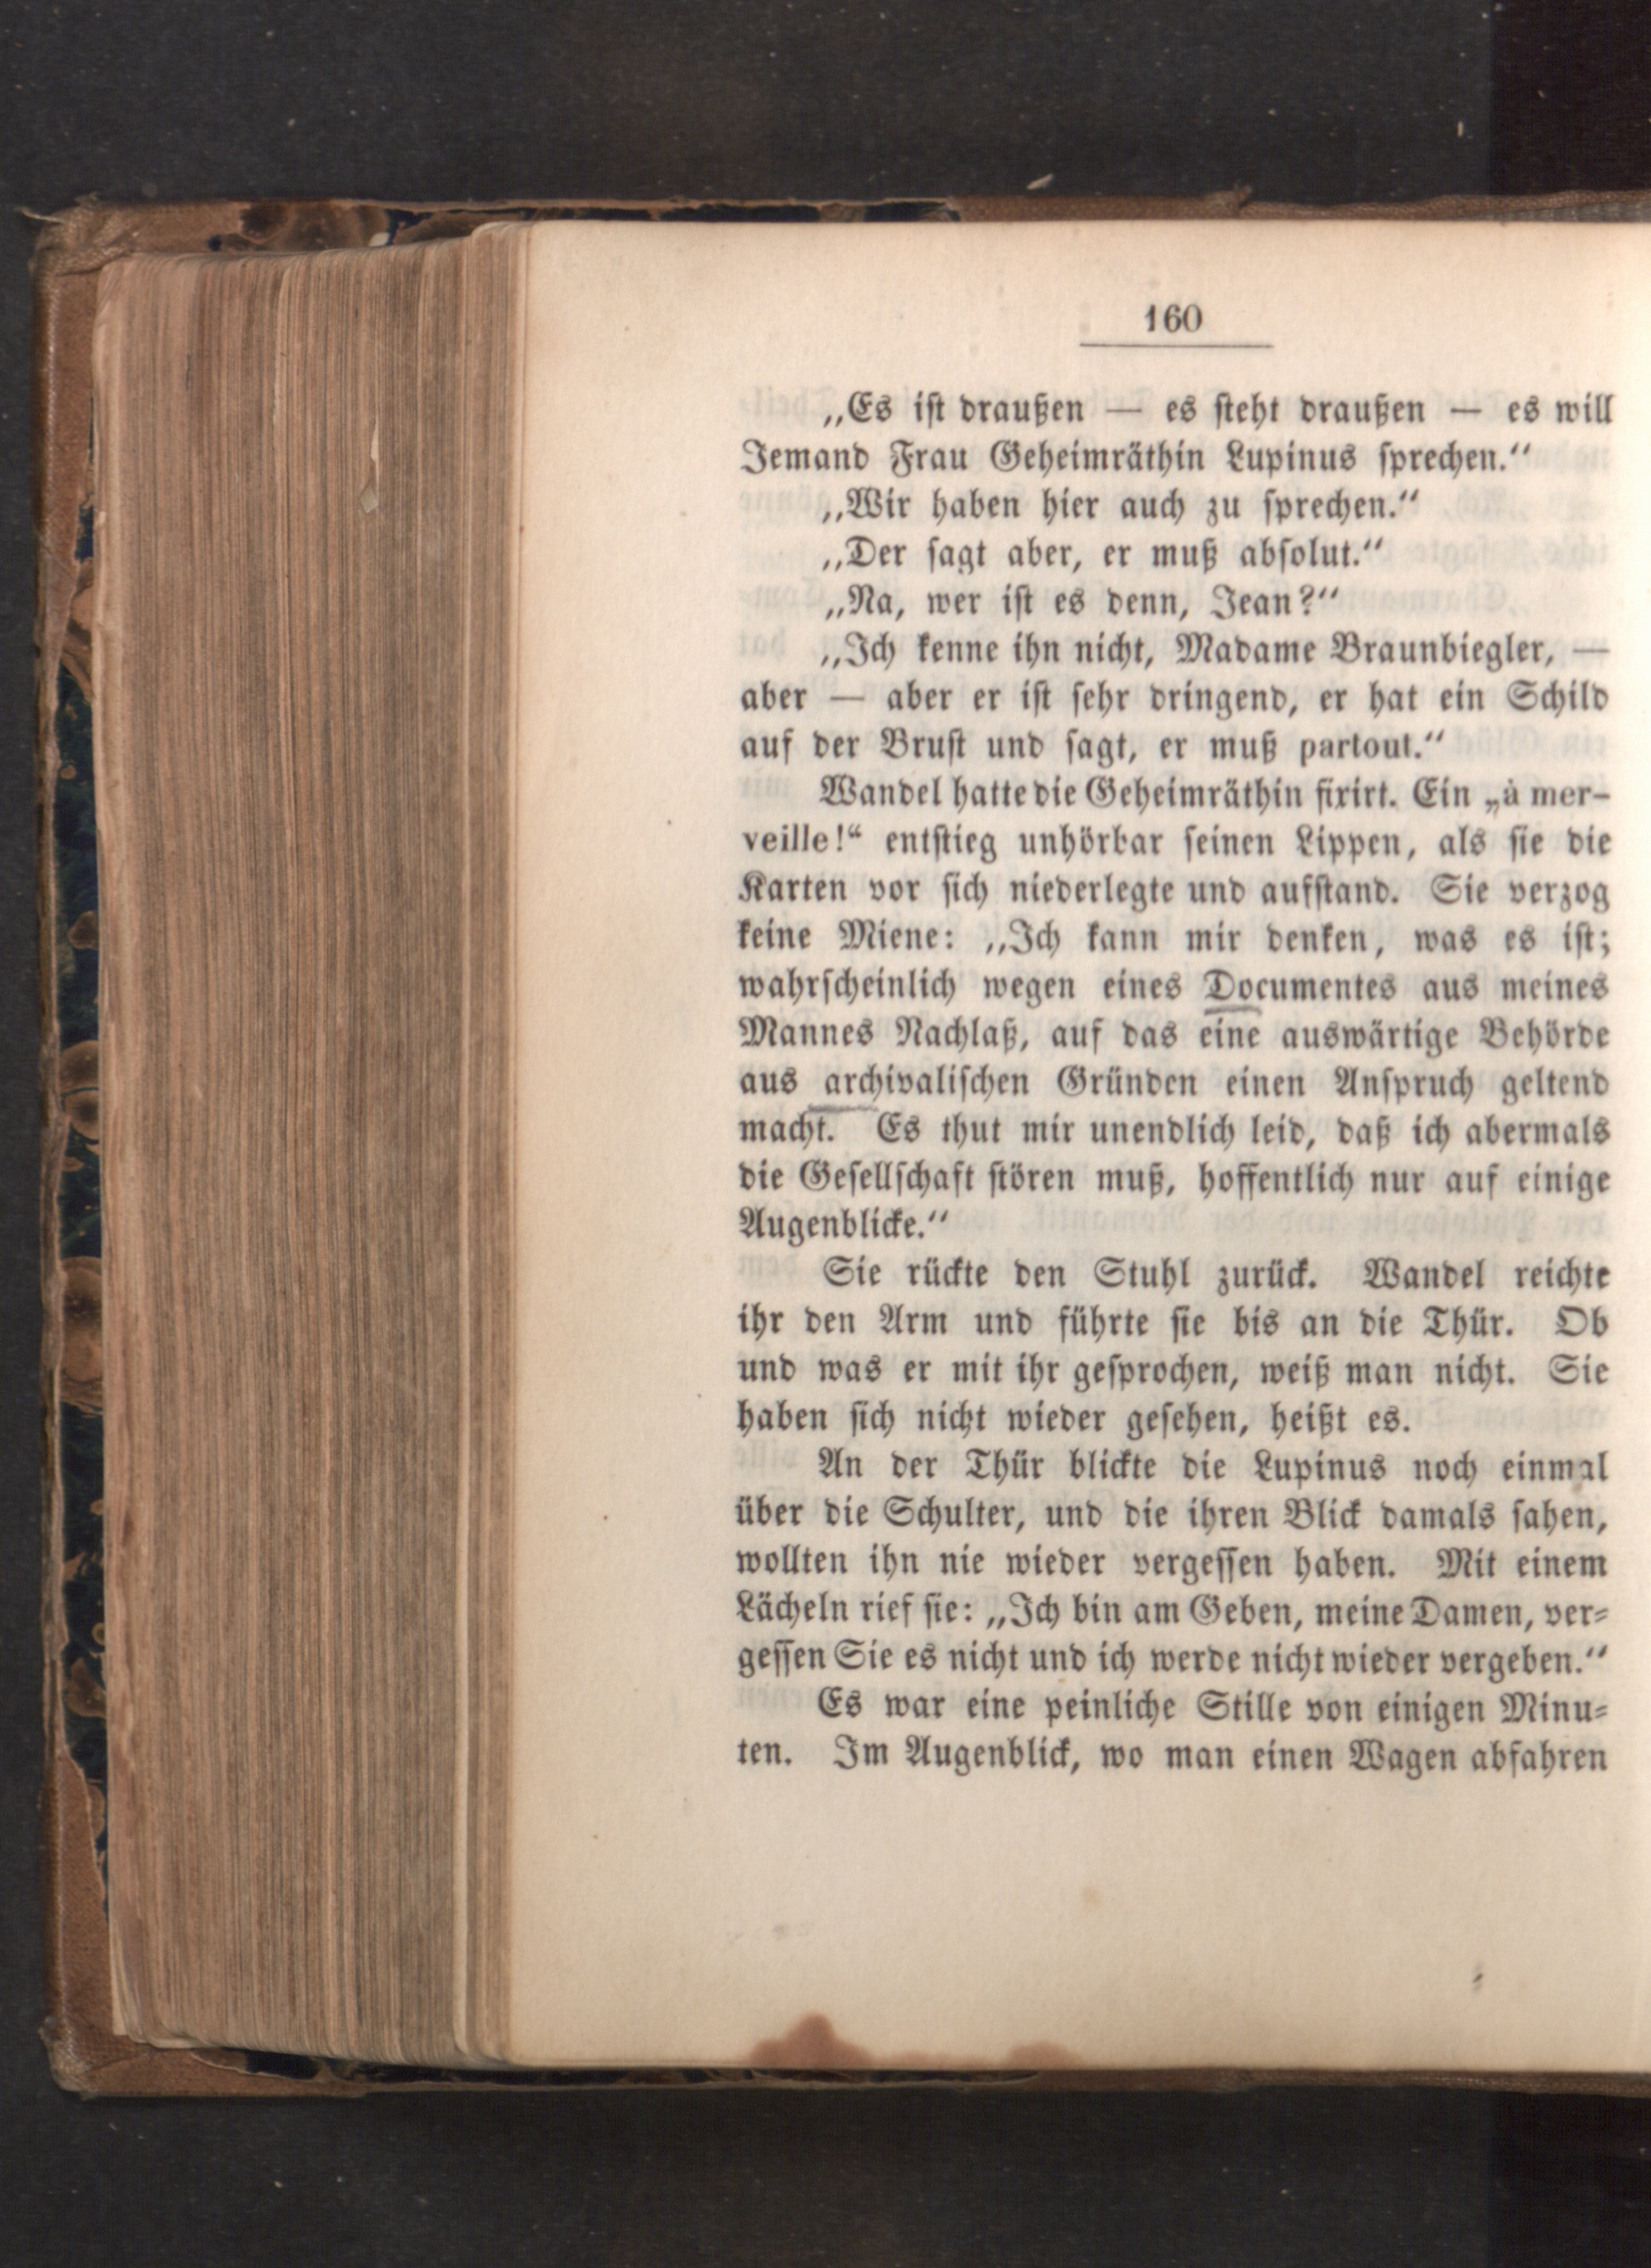 160
„Es ist draußen — es steht draußen — es will
Jemand Frau Geheimräthin Lupinus sprechen.“
„Wir haben hier auch zu sprechen.“
„Der sagt aber, er muß absolut.“
„Na, wer ist es denn, Jean?“
„Ich kenne ihn nicht, Madame Braunbiegler, —
aber — aber er ist sehr dringend, er hat ein Schild
auf der Brust und sagt, er muß partout.“
Wandel hatte die Geheimräthin fixirt. Ein „à mer-
veille!“ entstieg unhörbar seinen Lippen, als sie die
Karten vor sich niederlegte und aufstand. Sie verzog
keine Miene: „Ich kann mir denken, was es ist;
wahrscheinlich wegen eines Documentes aus meines
Mannes Nachlaß, auf das eine auswärtige Behörde
aus archivalischen Gründen einen Anspruch geltend
macht. Es thut mir unendlich leid, daß ich abermals
die Gesellschaft stören muß, hoffentlich nur auf einige
Augenblicke.“
Sie rückte den Stuhl zurück. Wandel reichte
ihr den Arm und führte sie bis an die Thür. Ob
und was er mit ihr gesprochen, weiß man nicht. Sie
haben sich nicht wieder gesehen, heißt es.
An der Thür blickte die Lupinus noch einmal
über die Schulter, und die ihren Blick damals sahen,
wollten ihn nie wieder vergessen haben. Mit einem
Lächeln rief sie: „Ich bin am Geben, meine Damen, ver-
gessen Sie es nicht und ich werde nicht wieder vergeben.“
Es war eine peinliche Stille von einigen Minu-
ten. Im Augenblick, wo man einen Wagen abfahren